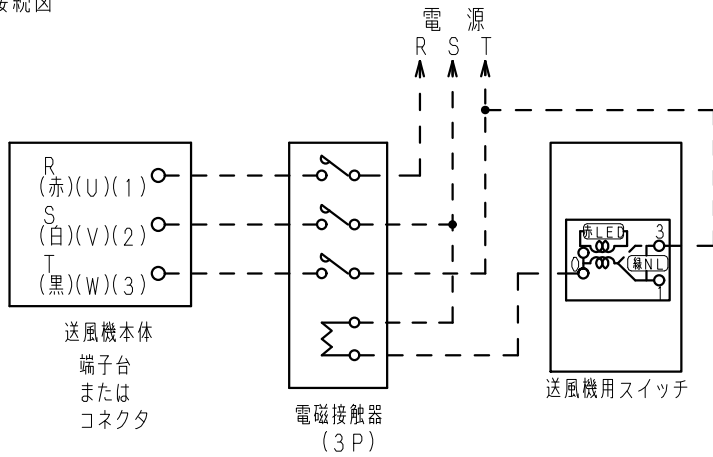 接続図
電 源
R S T
R
(赤)(U)(1)
S
(白)(V)(2)
T
(黒)(W)(3)
送風機本体
端子台
または
コネクタ
電磁接触器
(3P)
赤LED
3
0
緑NL
1
送風機用スイッチ